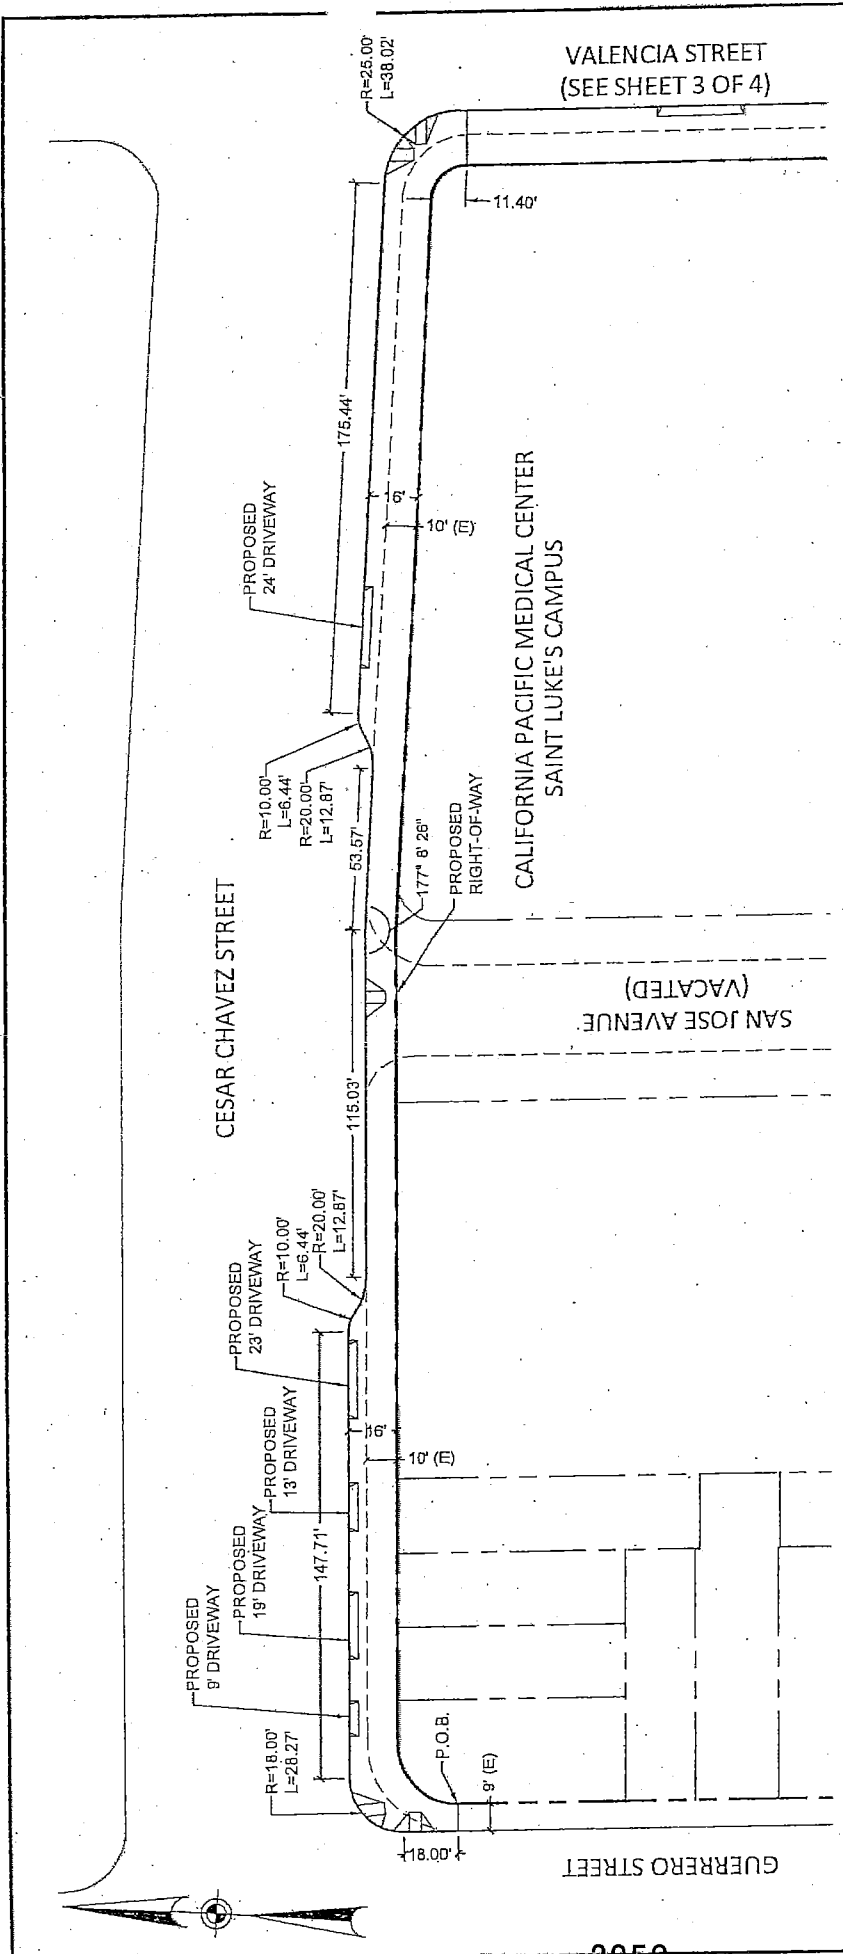 VALENCIA STREET
(SEE SHEET 3 OF 4)
R=25.00'
L=38.02'
11.40'
175.44'
16'
10' (E)
PROPOSED
24' DRIVEWAY
CALIFORNIA PACIFIC MEDICAL CENTER
SAINT LUKE'S CAMPUS
R=10.00'
L=6.44'
R=20.00'
L=12.87'
53.57'
177° 8' 26"
PROPOSED
RIGHT-OF-WAY
CESAR CHAVEZ STREET
SAN JOSE AVENUE
(VACATED)
115.03'
R=10.00'
L=6.44'
R=20.00'
L=12.87'
PROPOSED
23' DRIVEWAY
16'
10' (E)
PROPOSED
13' DRIVEWAY
147.71'
PROPOSED
19' DRIVEWAY
PROPOSED
9' DRIVEWAY
R=18.00'
L=28.27'
P.O.B.
9' (E)
18.00'
GUERRERO STREET